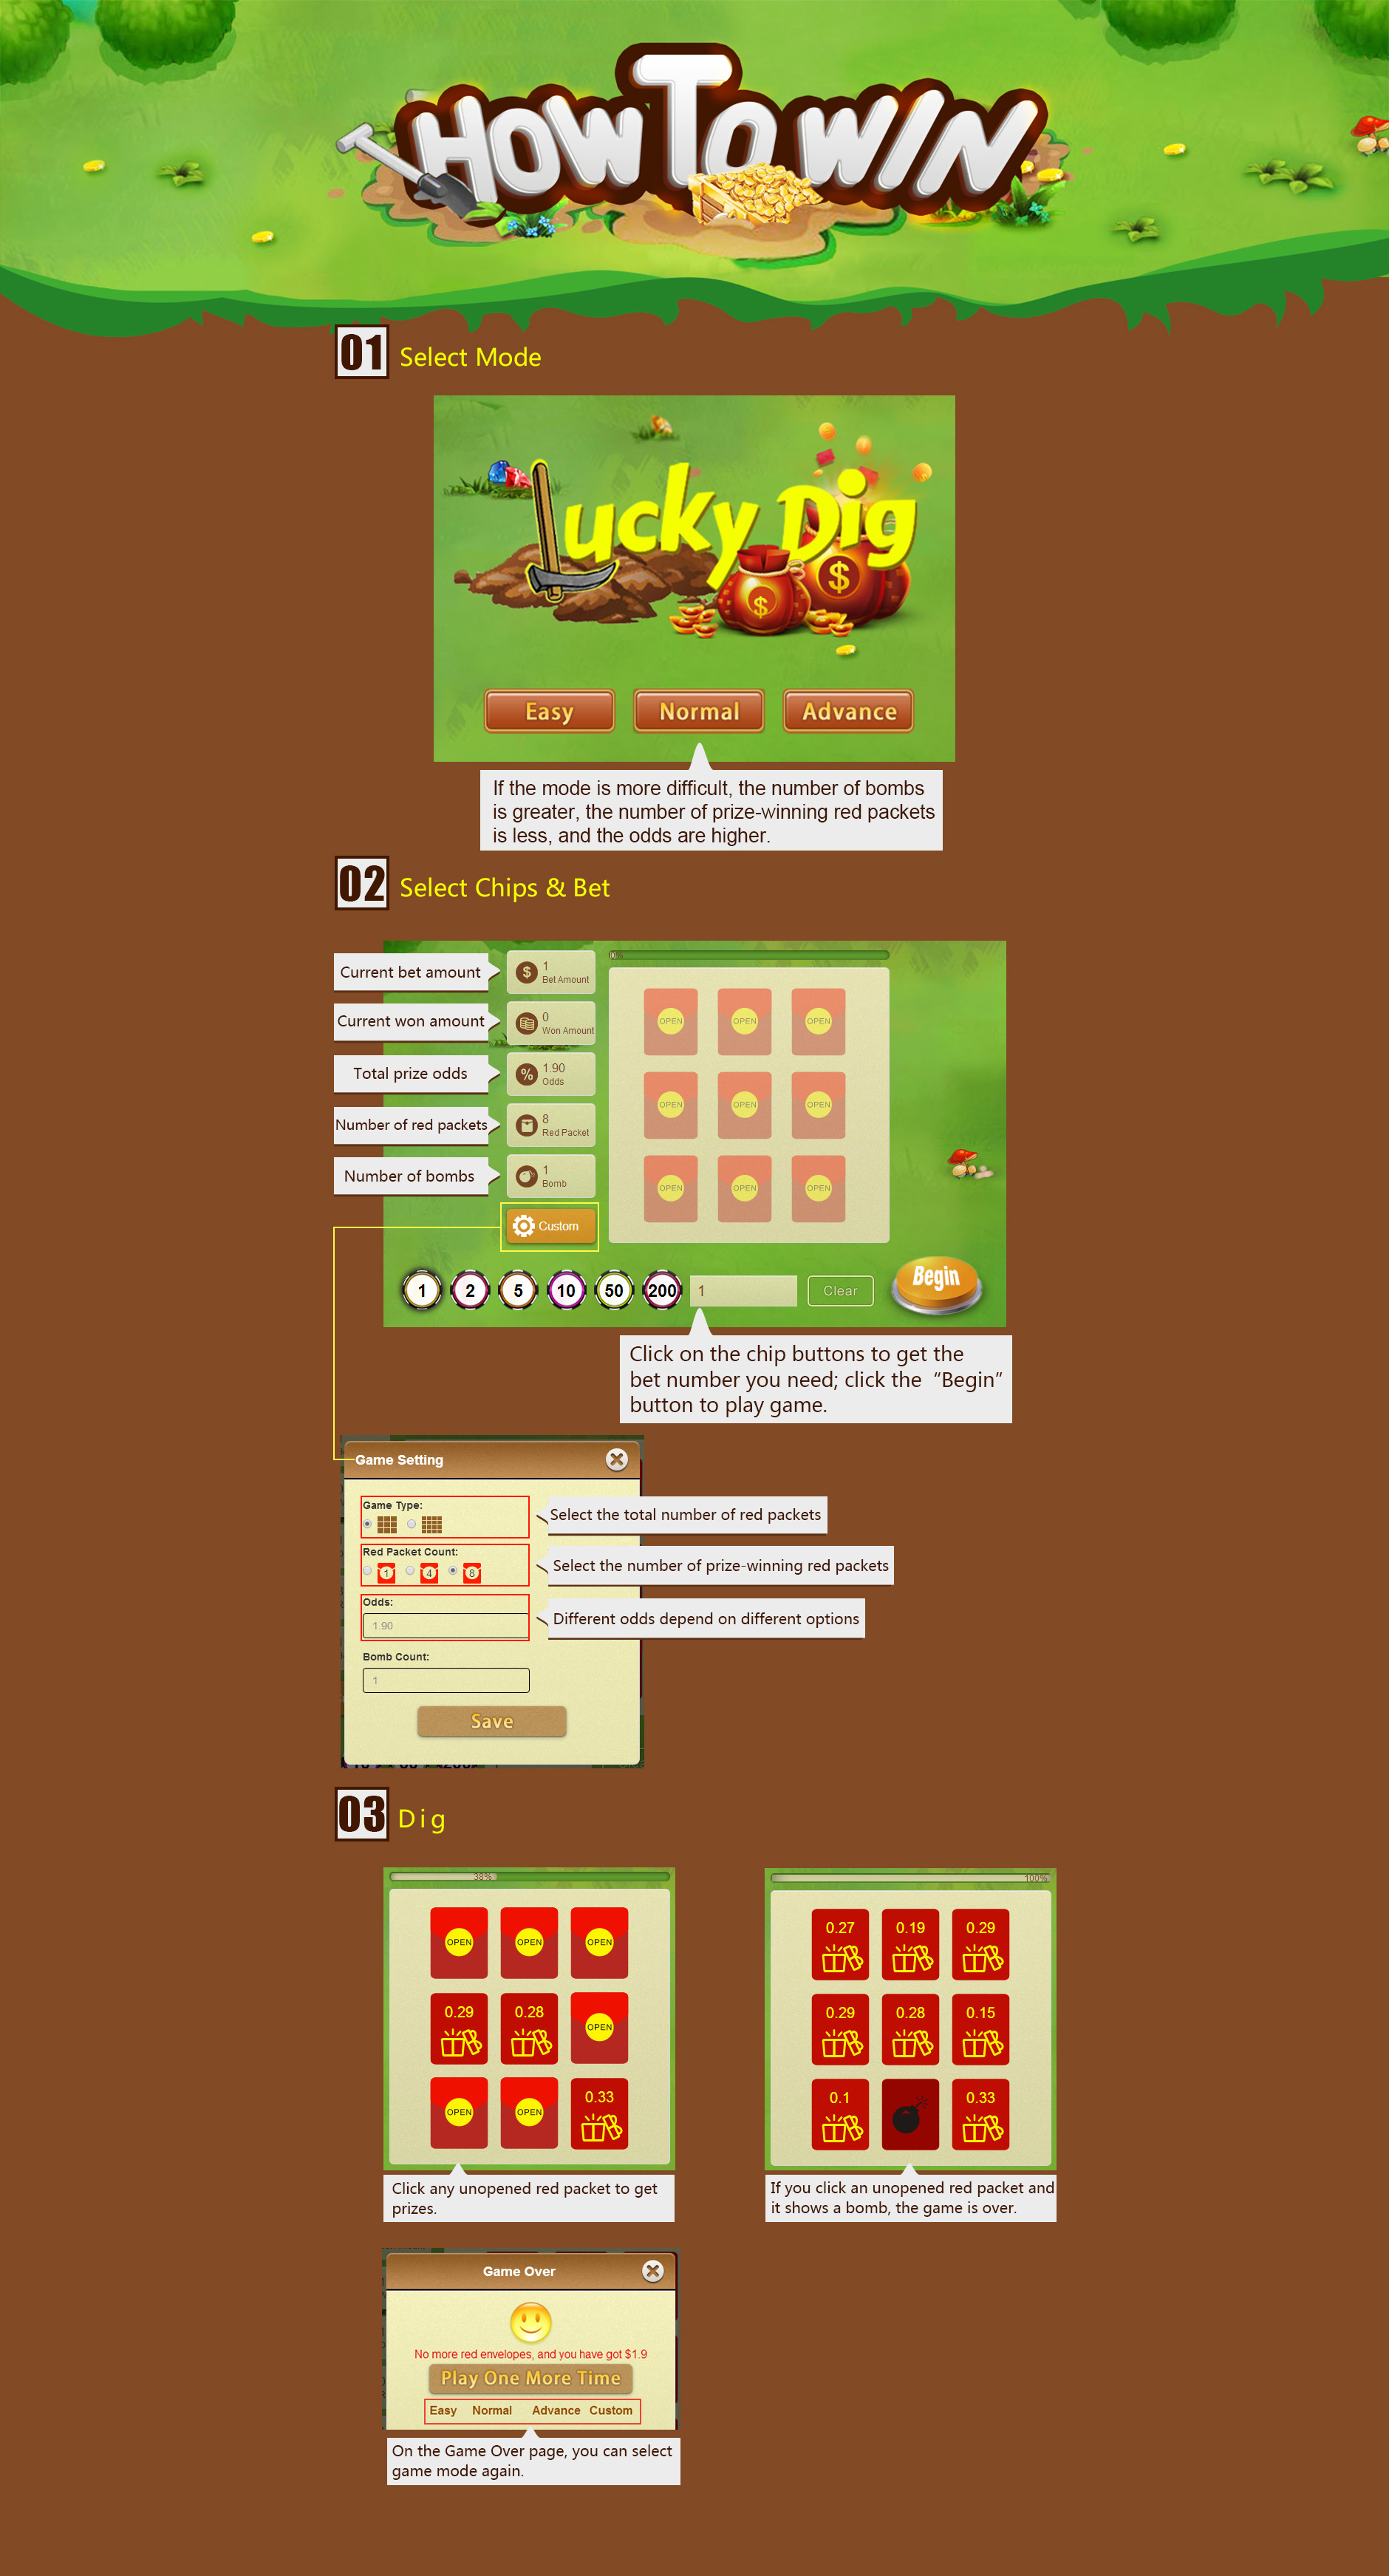 HOW TO WIN
01 Select Mode
Lucky Dig
Easy Normal Advance
If the mode is more difficult, the number of bombs
is greater, the number of prize-winning red packets
is less, and the odds are higher.
02 Select Chips & Bet
0%
Current bet amount
1
Bet Amount
Current won amount
0
Won Amount
Total prize odds
1.90
Odds
Number of red packets
8
Red Packet
Number of bombs
1
Bomb
Custom
OPEN OPEN OPEN
OPEN OPEN OPEN
OPEN OPEN OPEN
1 2 5 10 50 200 1 Clear Begin
Click on the chip buttons to get the
bet number you need; click the “Begin”
button to play game.
Game Setting
Game Type:
Select the total number of red packets
Red Packet Count:
1 4 8
Select the number of prize-winning red packets
Odds:
1.90
Different odds depend on different options
Bomb Count:
1
Save
03 Dig
38%
OPEN OPEN OPEN
0.29 0.28 OPEN
OPEN OPEN 0.33
Click any unopened red packet to get
prizes.
100%
0.27 0.19 0.29
0.29 0.28 0.15
0.1 0.33
If you click an unopened red packet and
it shows a bomb, the game is over.
Game Over
No more red envelopes, and you have got $1.9
Play One More Time
Easy Normal Advance Custom
On the Game Over page, you can select
game mode again.